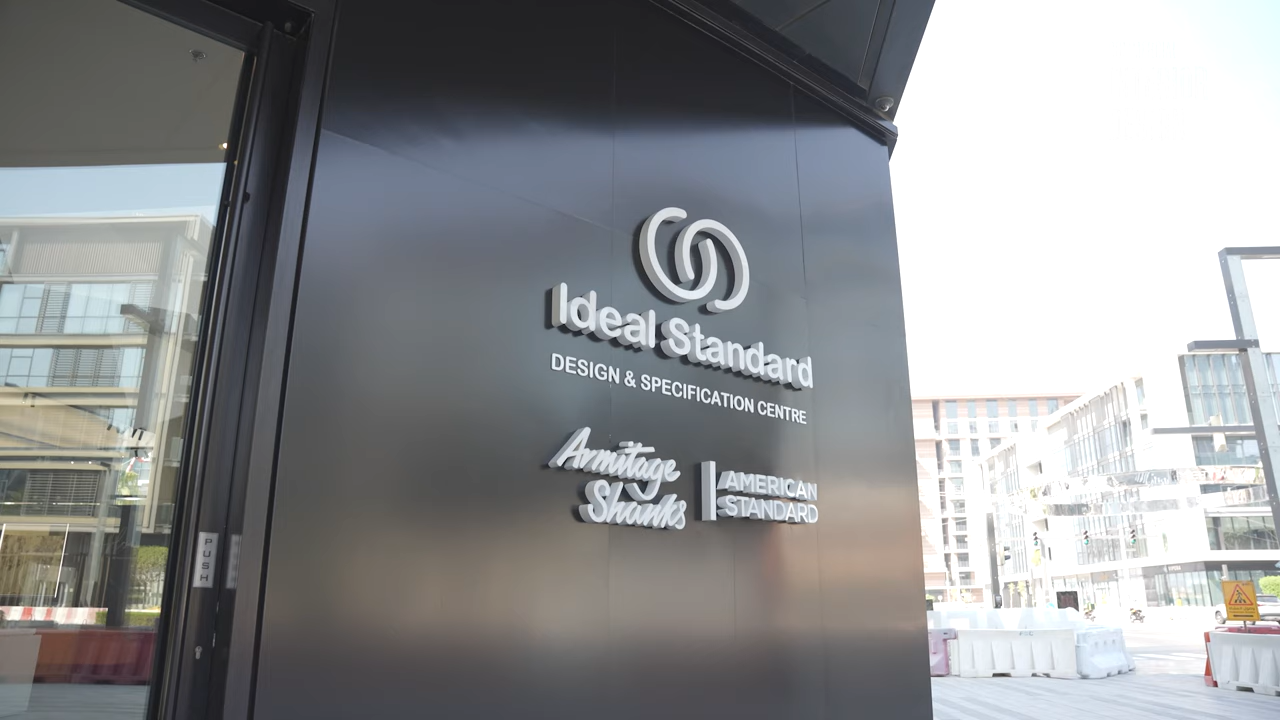 Ideal Standard
DESIGN & SPECIFICATION CENTRE
Armitage
Shanks
AMERICAN
STANDARD
PUSH